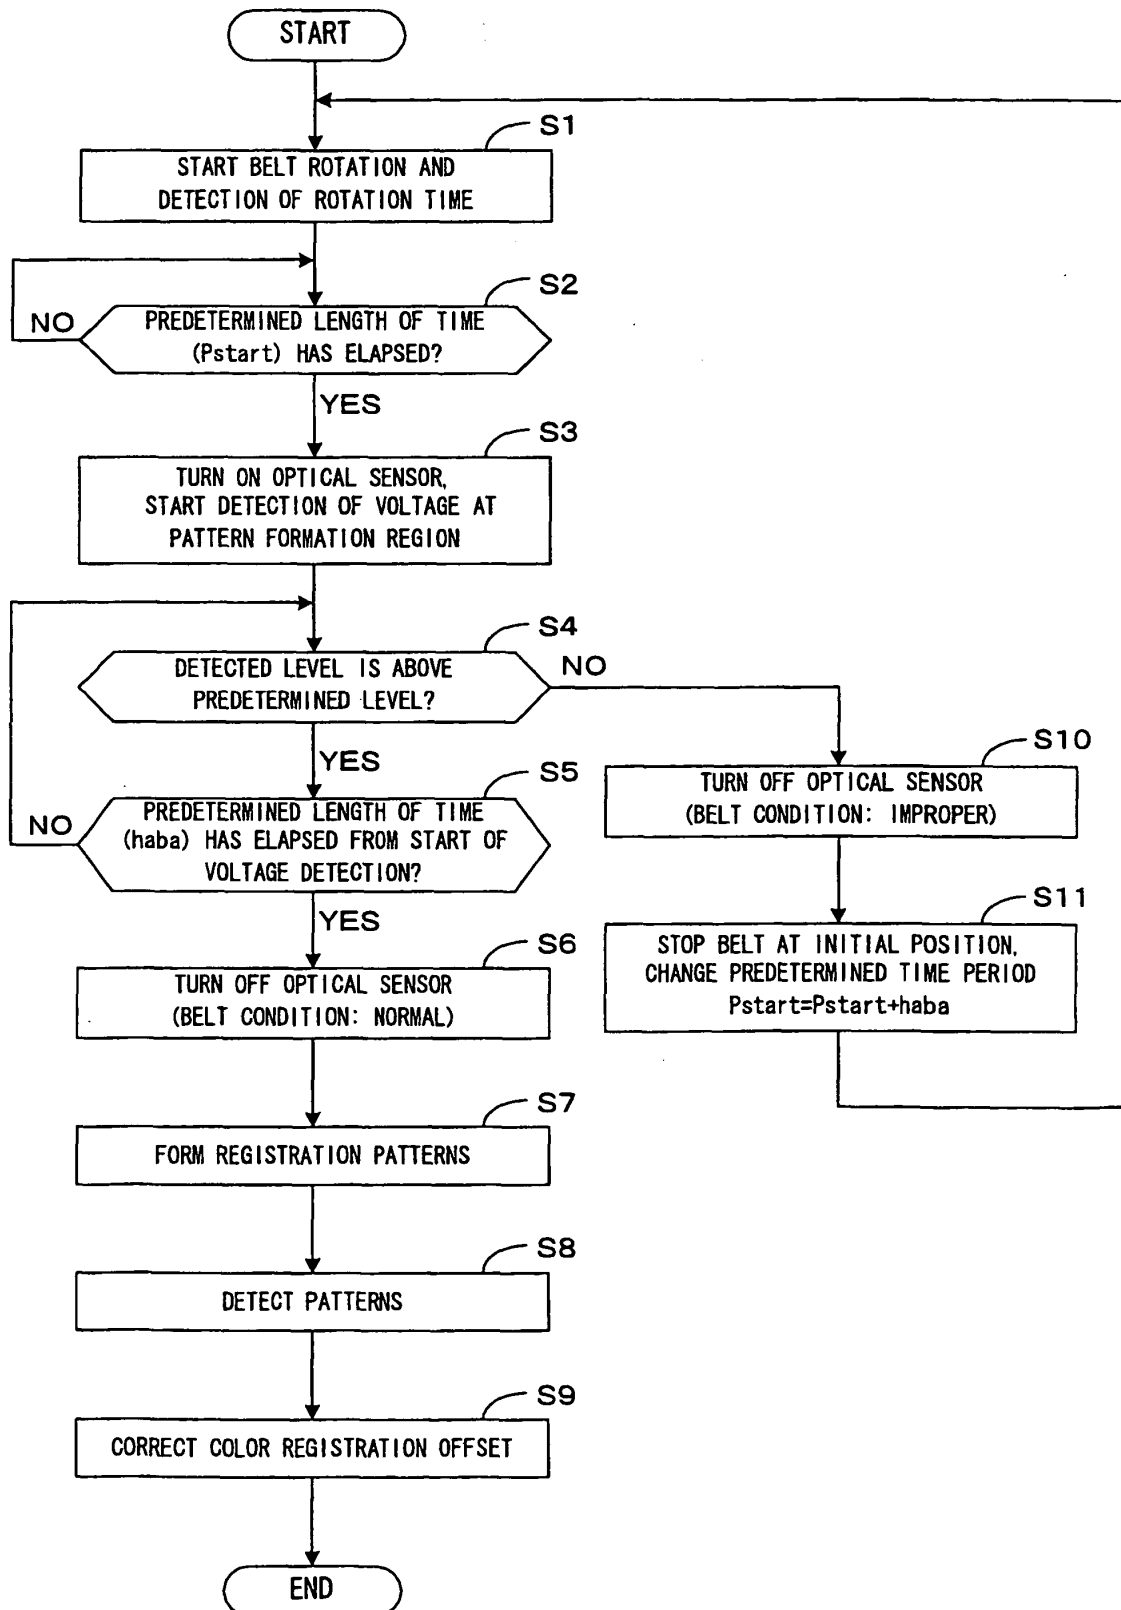 START
S1
START BELT ROTATION AND
DETECTION OF ROTATION TIME
S2
NO
PREDETERMINED LENGTH OF TIME
(Pstart) HAS ELAPSED?
YES
S3
TURN ON OPTICAL SENSOR,
START DETECTION OF VOLTAGE AT
PATTERN FORMATION REGION
S4
DETECTED LEVEL IS ABOVE
PREDETERMINED LEVEL?
NO
YES
S5
NO
PREDETERMINED LENGTH OF TIME
(haba) HAS ELAPSED FROM START OF
VOLTAGE DETECTION?
YES
S6
TURN OFF OPTICAL SENSOR
(BELT CONDITION: NORMAL)
S7
FORM REGISTRATION PATTERNS
S8
DETECT PATTERNS
S9
CORRECT COLOR REGISTRATION OFFSET
END
S10
TURN OFF OPTICAL SENSOR
(BELT CONDITION: IMPROPER)
S11
STOP BELT AT INITIAL POSITION,
CHANGE PREDETERMINED TIME PERIOD
Pstart=Pstart+haba